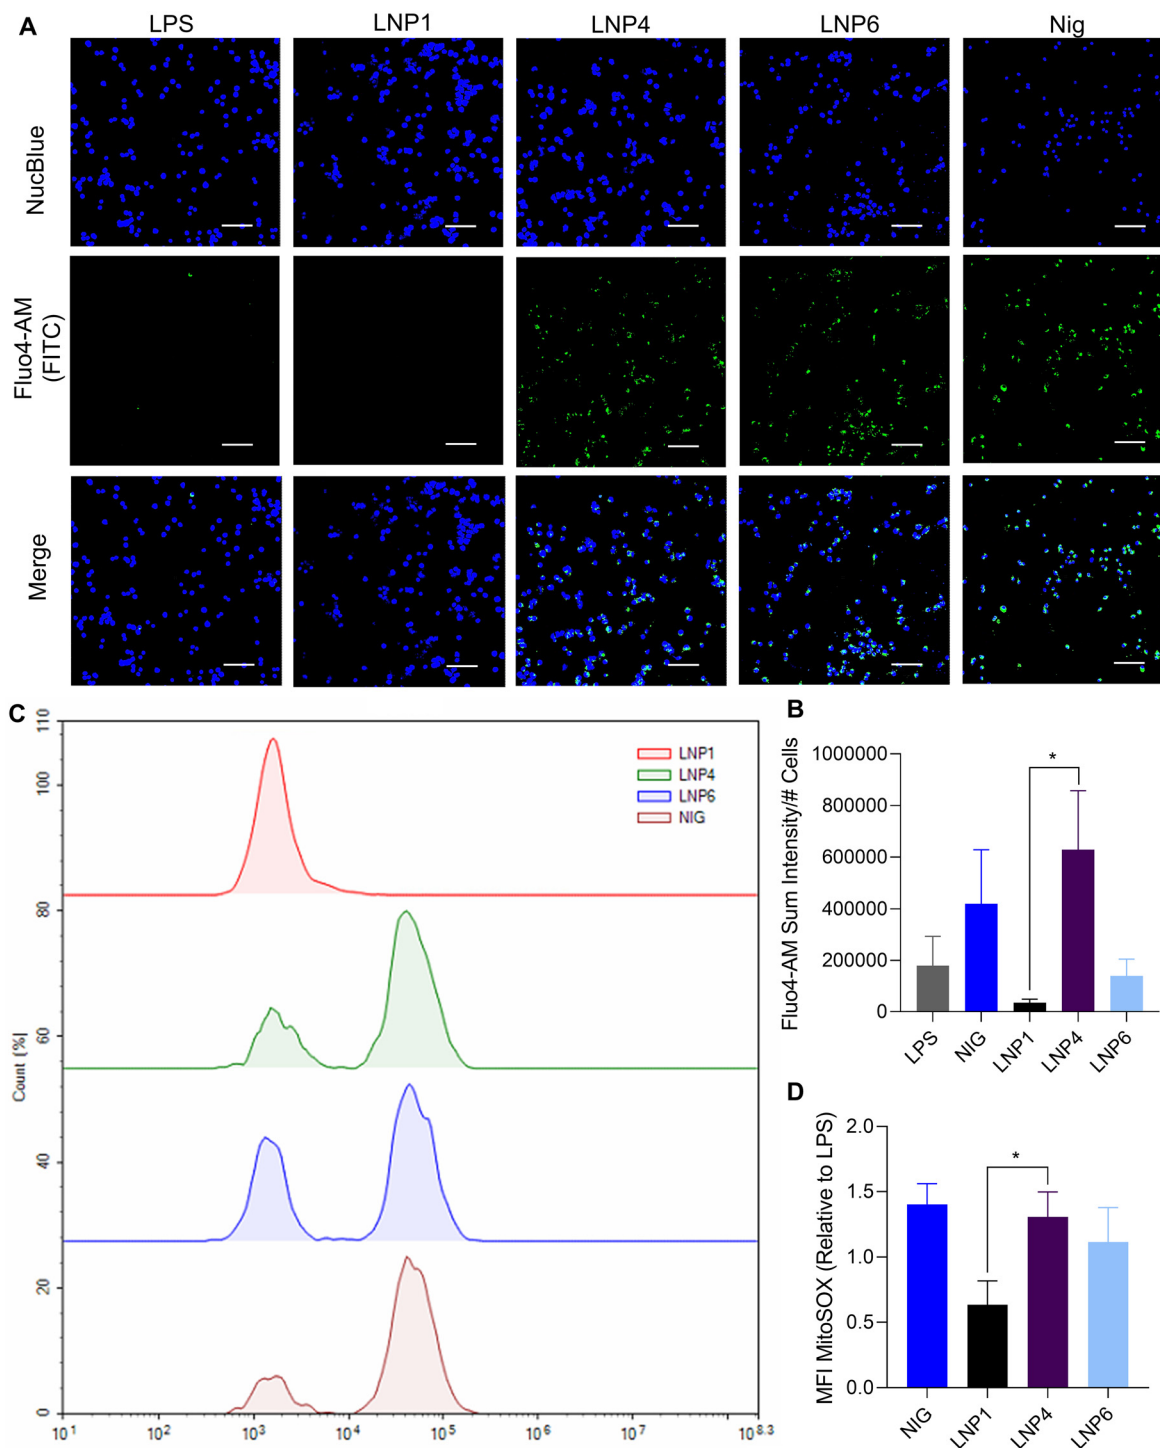 A
LPS
LNP1
LNP4
LNP6
Nig
NucBlue
Fluo4-AM
(FITC)
Merge
C
110
100
80
60
40
20
0
Count [%]
LNP1
LNP4
LNP6
NIG
10^1
10^2
10^3
10^4
10^5
10^6
10^7
10^8.3
B
Fluo4-AM Sum Intensity/# Cells
1000000
800000
600000
400000
200000
0
*
LPS
NIG
LNP1
LNP4
LNP6
D
MFI MitoSOX (Relative to LPS)
2.0
1.5
1.0
0.5
0.0
*
NIG
LNP1
LNP4
LNP6